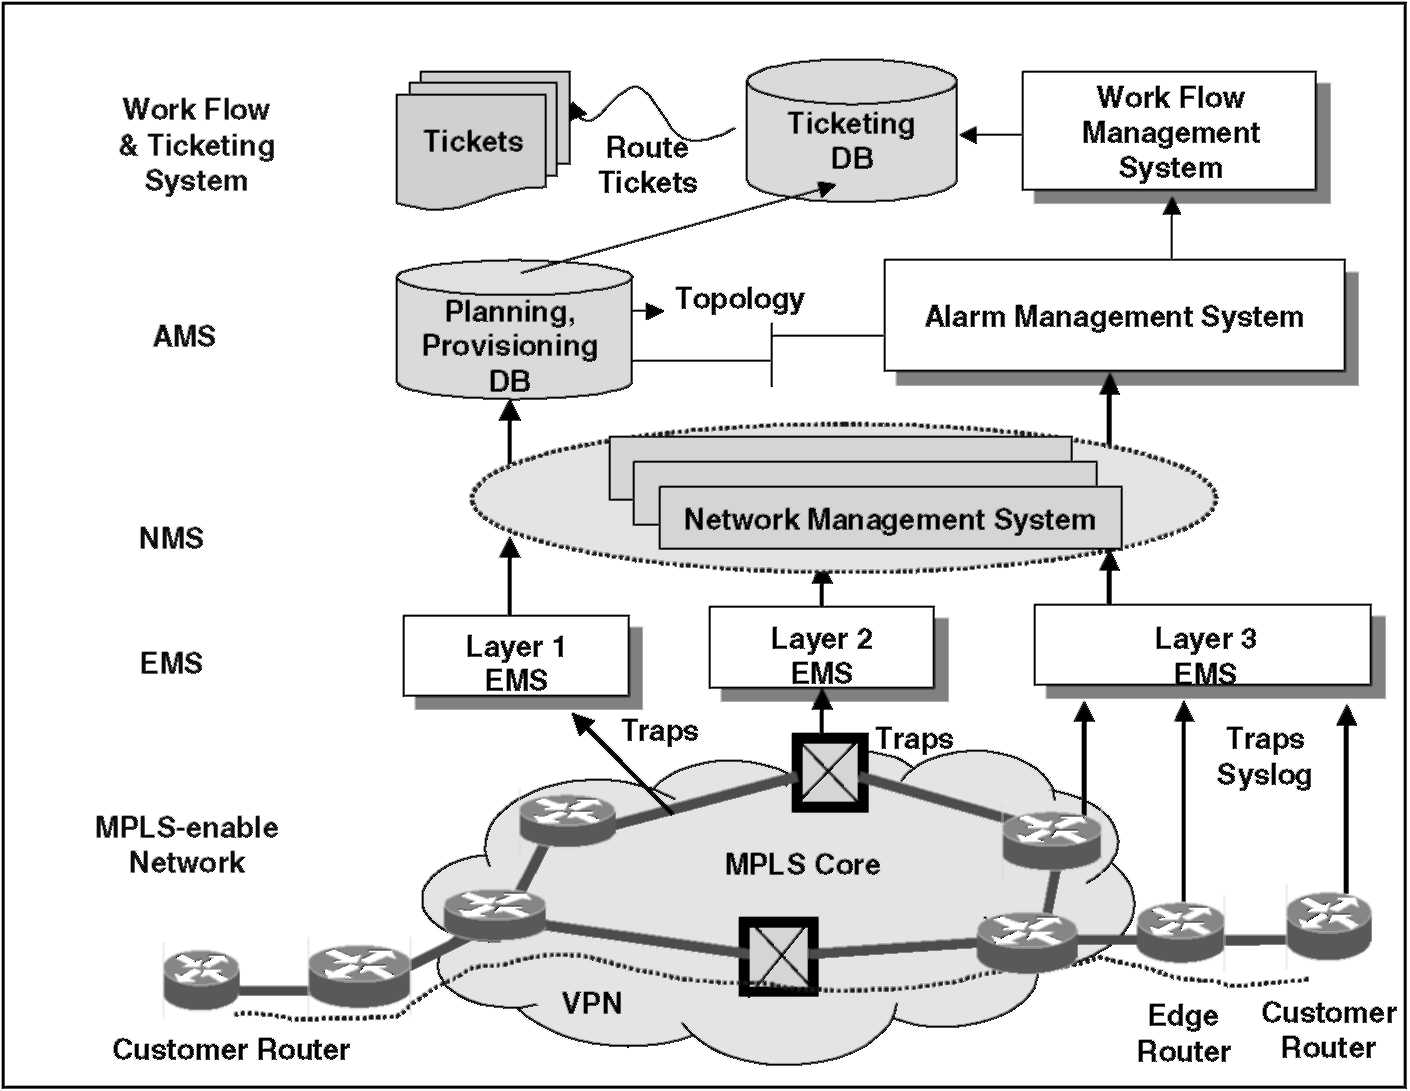 Work Flow
& Ticketing
System
Tickets
Route
Tickets
Ticketing
DB
Work Flow
Management
System
AMS
Planning,
Provisioning
DB
Topology
Alarm Management System
NMS
Network Management System
EMS
Layer 1
EMS
Layer 2
EMS
Layer 3
EMS
Traps
Traps
Traps
Syslog
MPLS-enable
Network
MPLS Core
VPN
Customer Router
Edge
Router
Customer
Router